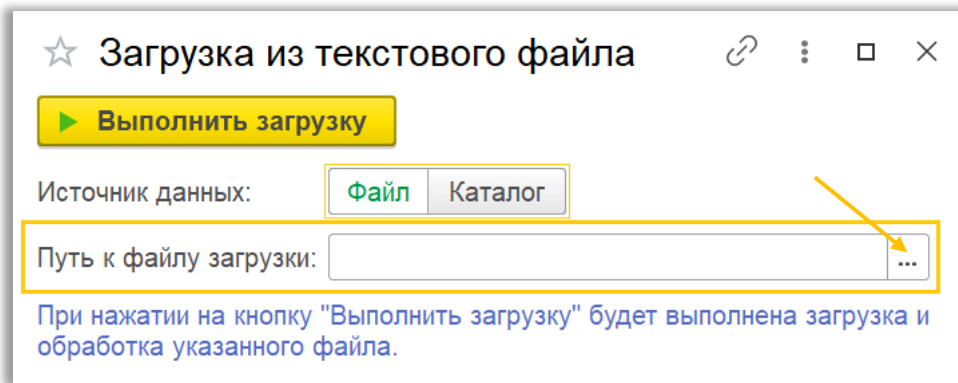 Загрузка из текстового файла
Выполнить загрузку
Источник данных: Файл Каталог
Путь к файлу загрузки: ...
При нажатии на кнопку "Выполнить загрузку" будет выполнена загрузка и
обработка указанного файла.